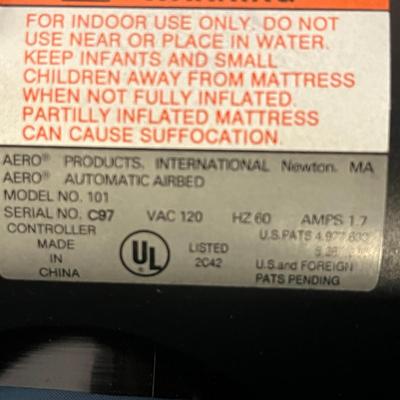 FOR INDOOR USE ONLY. DO NOT
USE NEAR OR PLACE IN WATER.
KEEP INFANTS AND SMALL
CHILDREN AWAY FROM MATTRESS
WHEN NOT FULLY INFLATED.
PARTILLY INFLATED MATTRESS
CAN CAUSE SUFFOCATION.
AERO® PRODUCTS, INTERNATIONAL Newton, MA
AERO® AUTOMATIC AIRBED
MODEL NO. 101
SERIAL NO. C97 VAC 120 HZ 60 AMPS 1.7
CONTROLLER
MADE
IN
CHINA
UL
LISTED
2C42
U.S.PATS
U.S.and FOREIGN
PATS PENDING